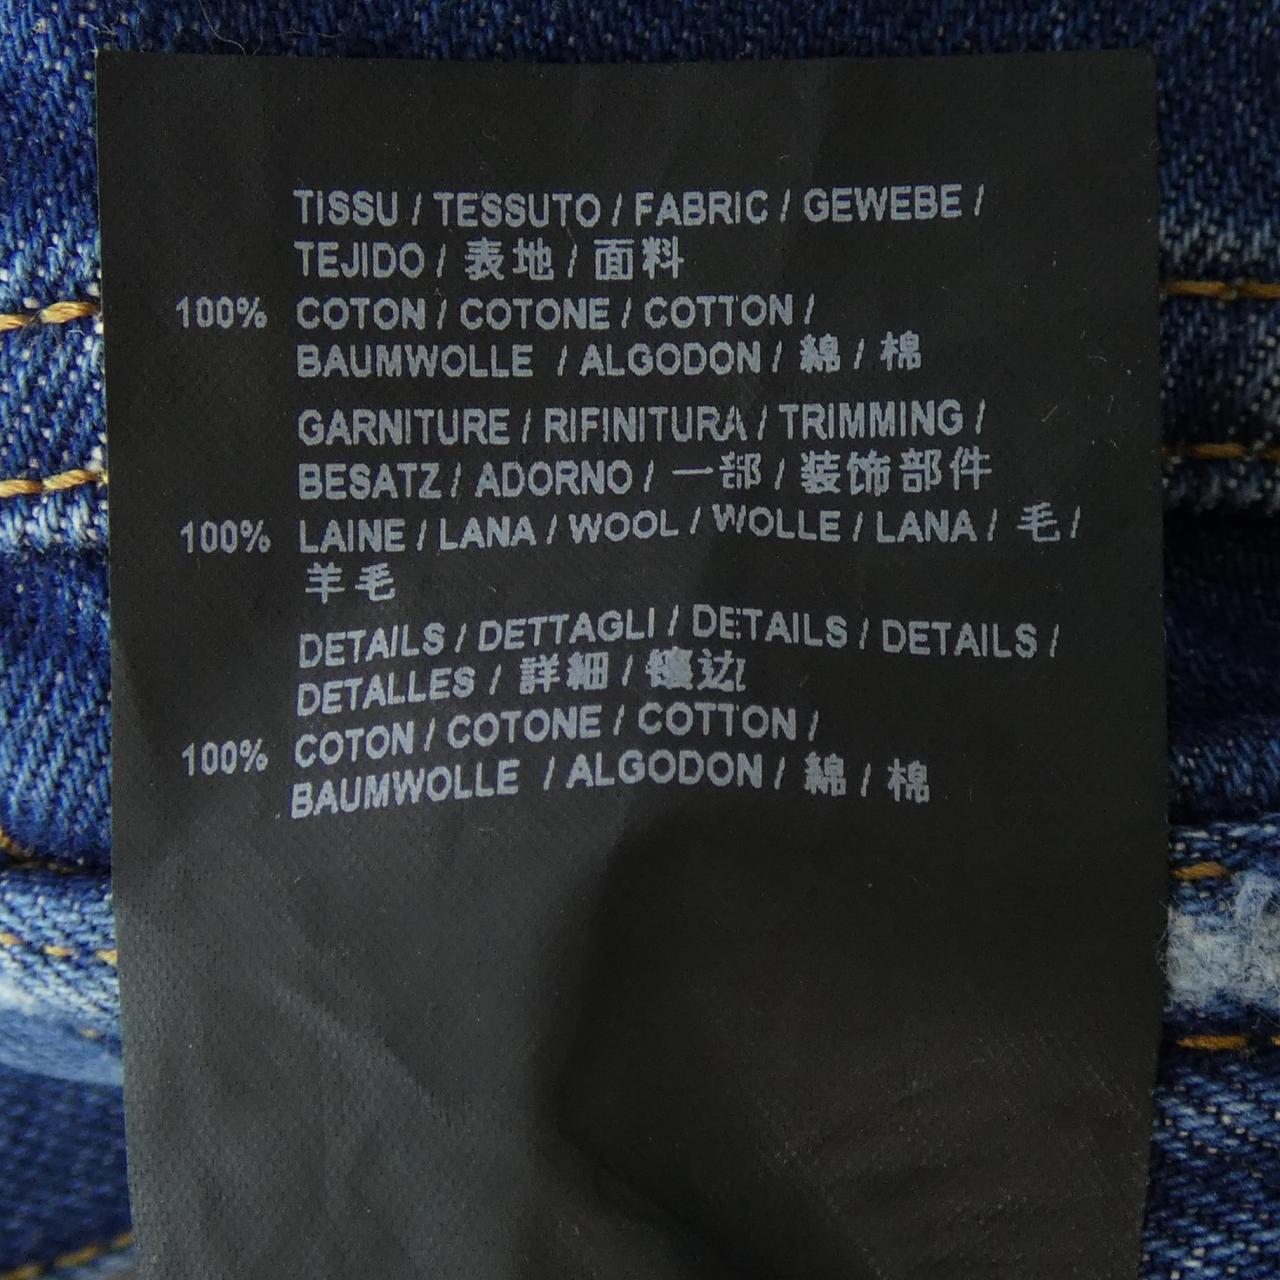 TISSU / TESSUTO / FABRIC / GEWEBE /
TEJIDO / 表地 / 面料
100% COTON / COTONE / COTTON /
BAUMWOLLE / ALGODON / 綿 / 棉
GARNITURE / RIFINITURA / TRIMMING /
BESATZ / ADORNO / 一部 / 装饰部件
100% LAINE / LANA / WOOL / WOLLE / LANA / 毛 /
羊毛
DETAILS / DETTAGLI / DETAILS / DETAILS /
DETALLES / 詳細 / 镶边
100% COTON / COTONE / COTTON /
BAUMWOLLE / ALGODON / 綿 / 棉